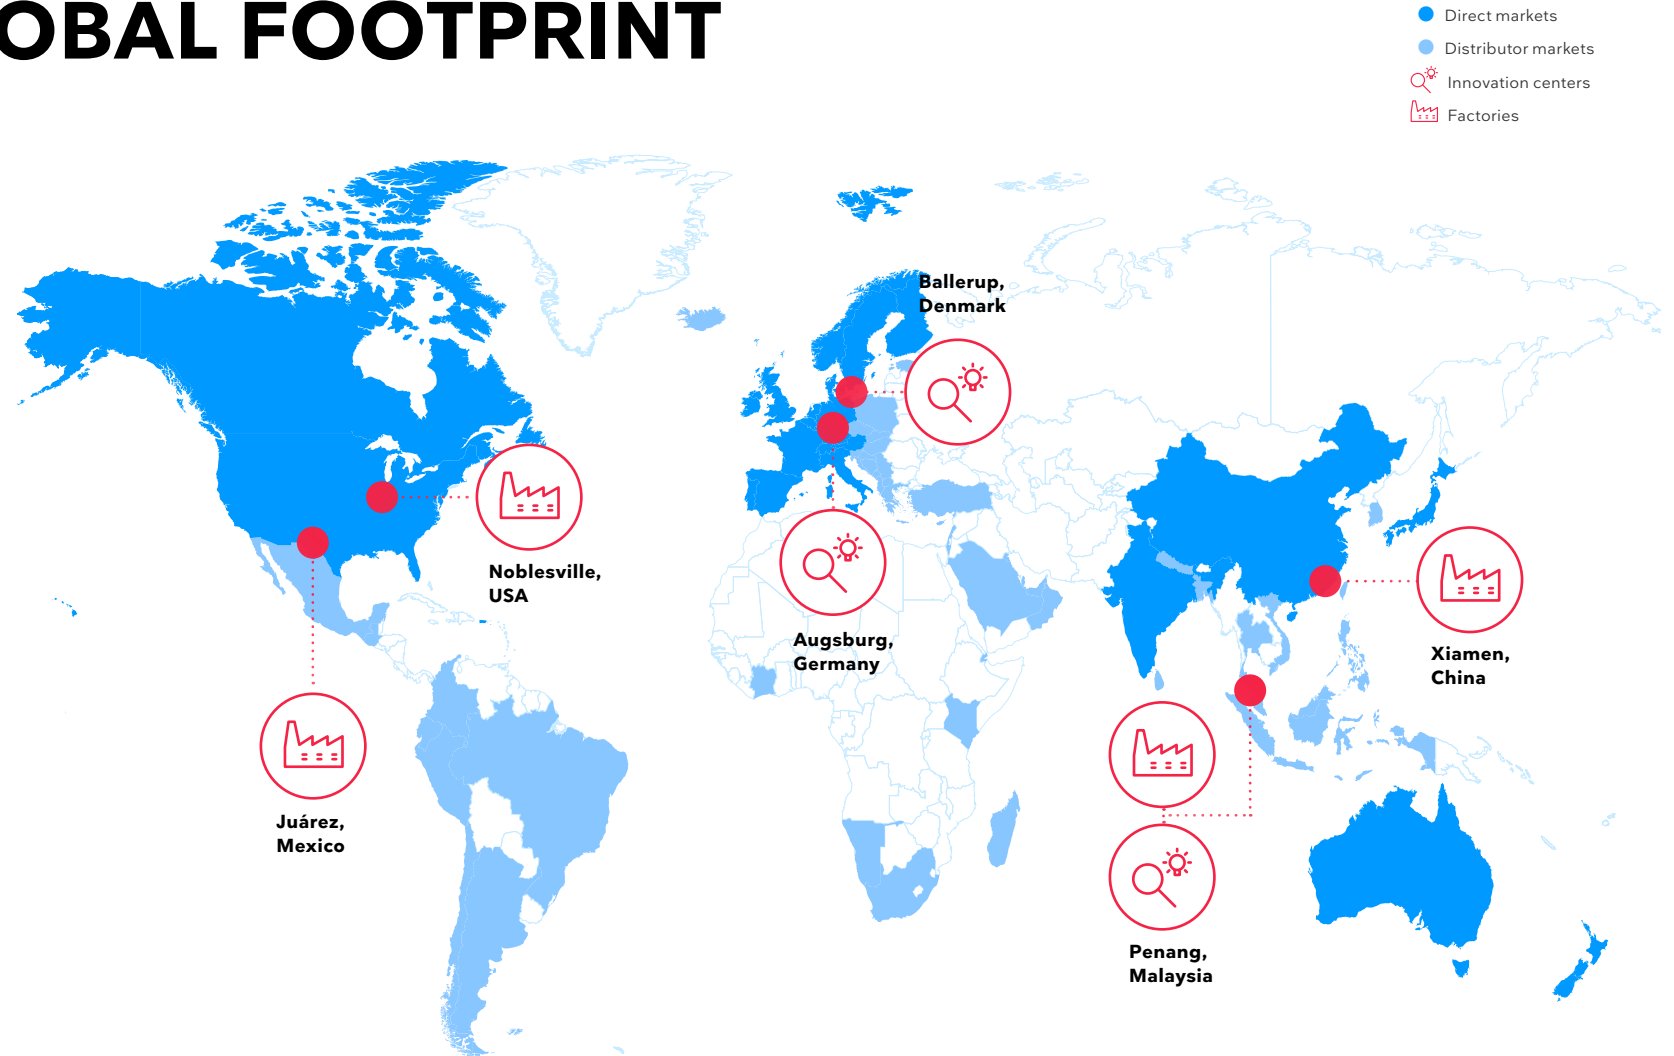 OBAL FOOTPRINT
Direct markets
Distributor markets
Innovation centers
Factories
Ballerup,
Denmark
Noblesville,
USA
Augsburg,
Germany
Xiamen,
China
Juárez,
Mexico
Penang,
Malaysia